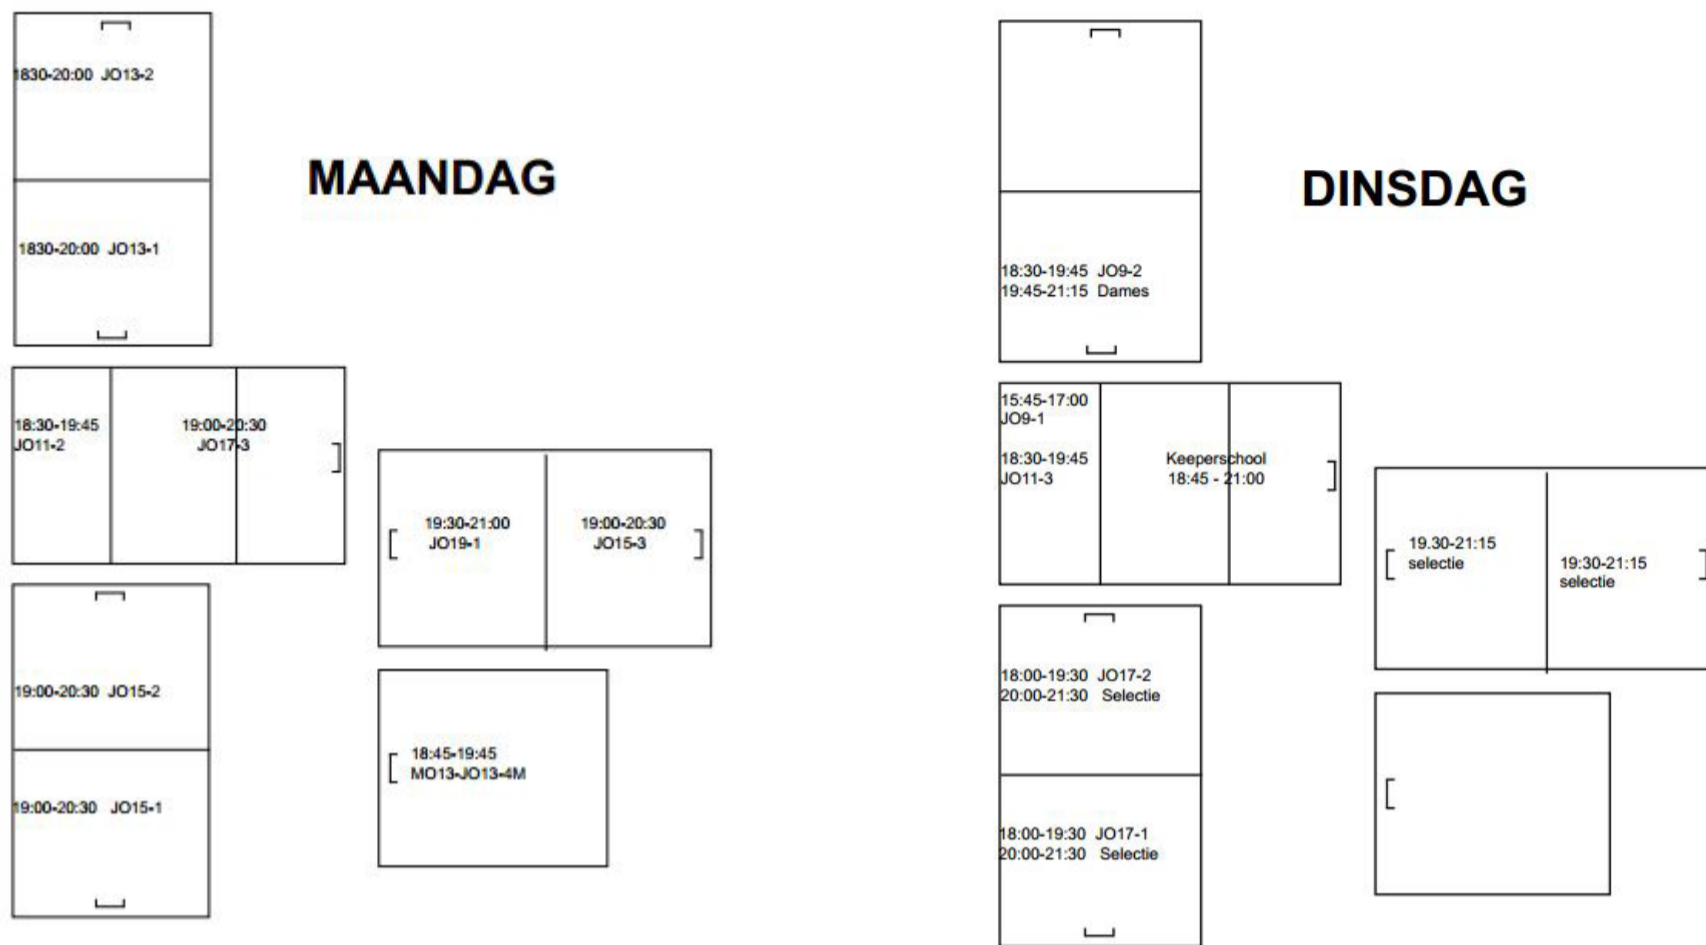 1830-20:00 JO13-2
MAANDAG
1830-20:00 JO13-1
18:30-19:45
JO11-2
19:00-20:30
JO17-3
19:30-21:00
JO19-1
19:00-20:30
JO15-3
19:00-20:30 JO15-2
18:45-19:45
MO13-JO13-4M
19:00-20:30 JO15-1
DINSDAG
18:30-19:45 JO9-2
19:45-21:15 Dames
15:45-17:00
JO9-1
18:30-19:45
JO11-3
Keeperschool
18:45 - 21:00
19.30-21:15
selectie
19:30-21:15
selectie
18:00-19:30 JO17-2
20:00-21:30 Selectie
18:00-19:30 JO17-1
20:00-21:30 Selectie